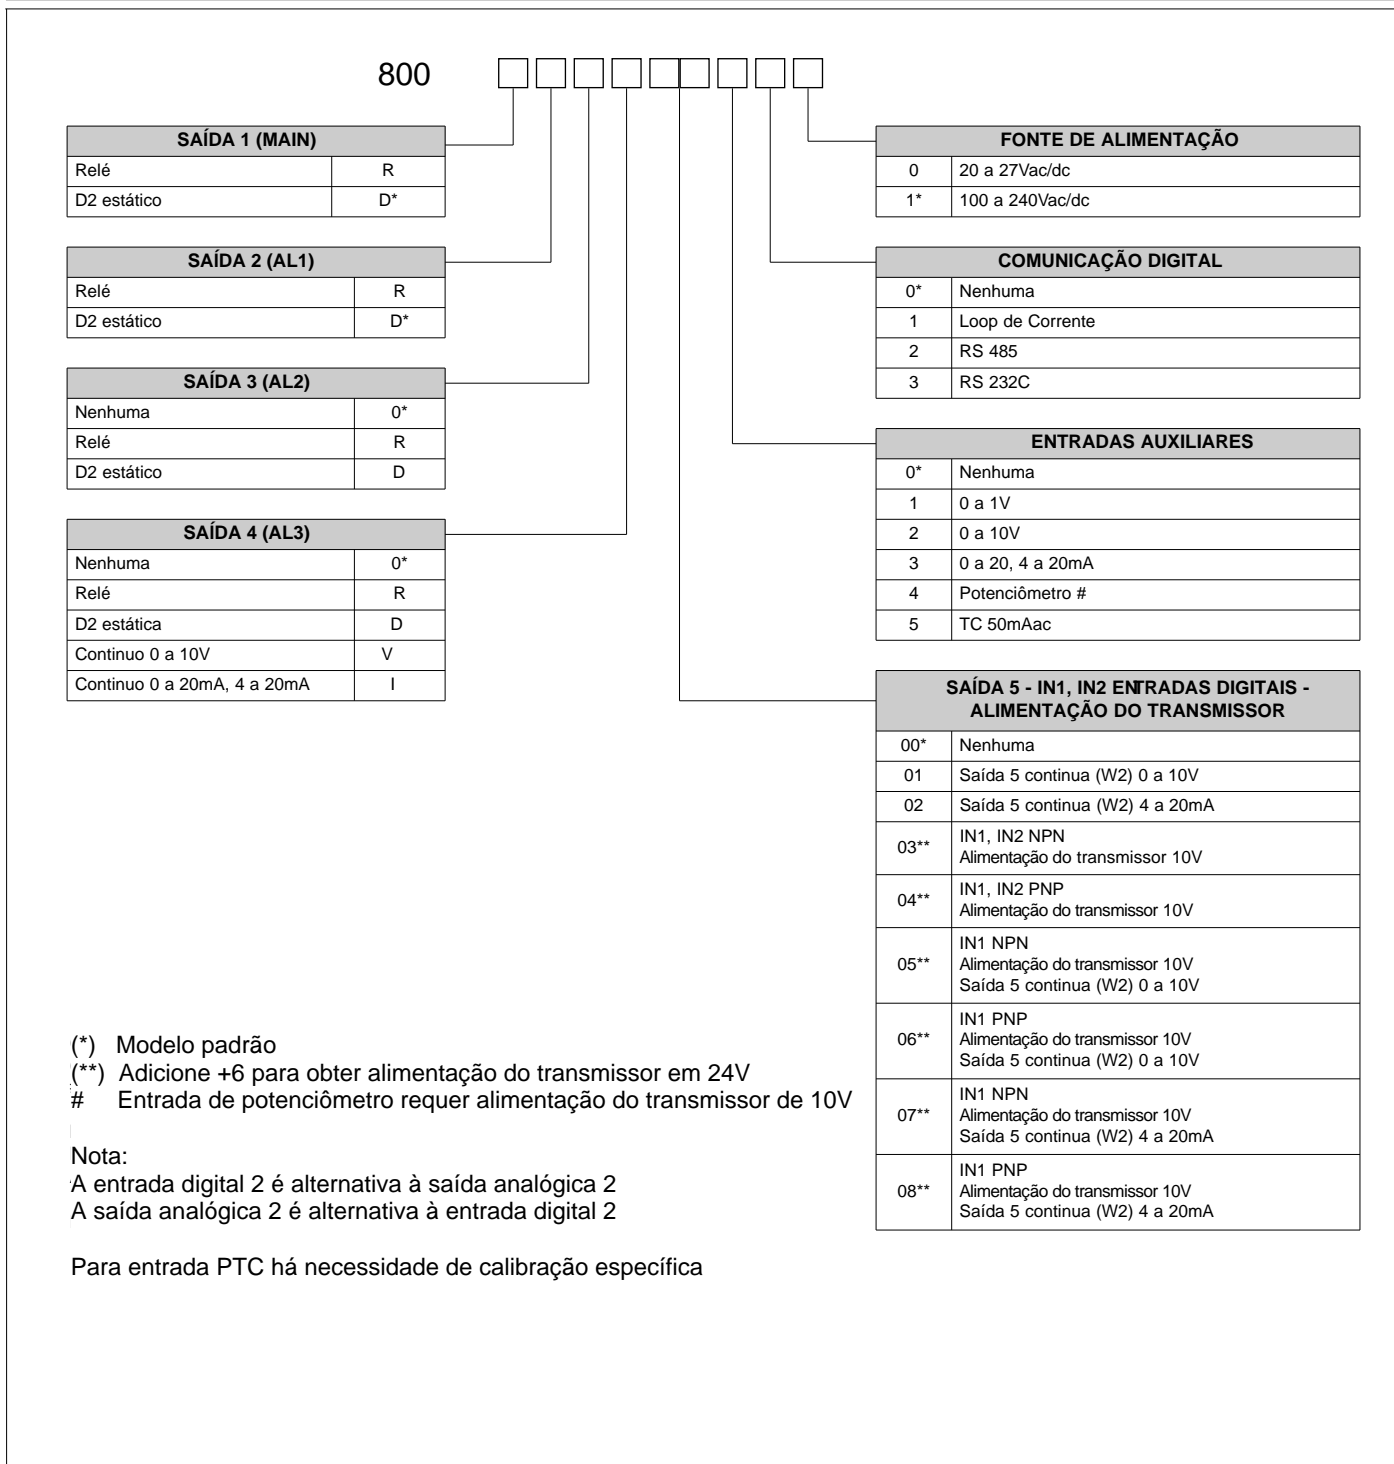 800
SAÍDA 1 (MAIN)
Relé R
D2 estático D*
SAÍDA 2 (AL1)
Relé R
D2 estático D*
SAÍDA 3 (AL2)
Nenhuma 0*
Relé R
D2 estático D
SAÍDA 4 (AL3)
Nenhuma 0*
Relé R
D2 estática D
Continuo 0 a 10V V
Continuo 0 a 20mA, 4 a 20mA I
FONTE DE ALIMENTAÇÃO
0 20 a 27Vac/dc
1* 100 a 240Vac/dc
COMUNICAÇÃO DIGITAL
0* Nenhuma
1 Loop de Corrente
2 RS 485
3 RS 232C
ENTRADAS AUXILIARES
0* Nenhuma
1 0 a 1V
2 0 a 10V
3 0 a 20, 4 a 20mA
4 Potenciômetro #
5 TC 50mAac
SAÍDA 5 - IN1, IN2 ENTRADAS DIGITAIS -
ALIMENTAÇÃO DO TRANSMISSOR
00* Nenhuma
01 Saída 5 continua (W2) 0 a 10V
02 Saída 5 continua (W2) 4 a 20mA
03** IN1, IN2 NPN
Alimentação do transmissor 10V
04** IN1, IN2 PNP
Alimentação do transmissor 10V
05** IN1 NPN
Alimentação do transmissor 10V
Saída 5 continua (W2) 0 a 10V
06** IN1 PNP
Alimentação do transmissor 10V
Saída 5 continua (W2) 0 a 10V
07** IN1 NPN
Alimentação do transmissor 10V
Saída 5 continua (W2) 4 a 20mA
08** IN1 PNP
Alimentação do transmissor 10V
Saída 5 continua (W2) 4 a 20mA
(*) Modelo padrão
(**) Adicione +6 para obter alimentação do transmissor em 24V
# Entrada de potenciômetro requer alimentação do transmissor de 10V
Nota:
A entrada digital 2 é alternativa à saída analógica 2
A saída analógica 2 é alternativa à entrada digital 2
Para entrada PTC há necessidade de calibração específica